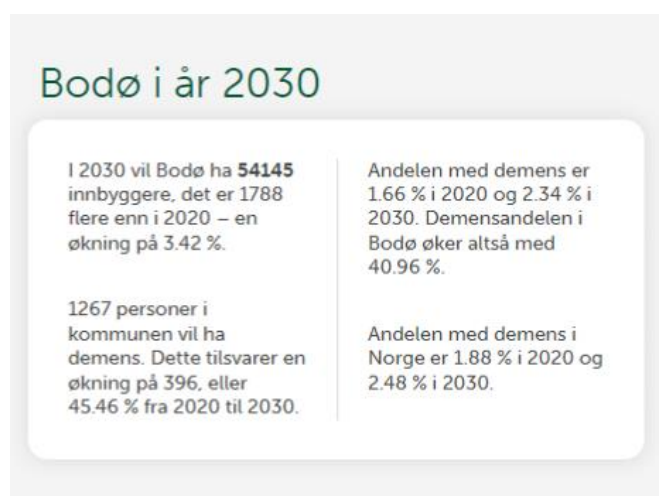 Bodø i år 2030
I 2030 vil Bodø ha 54145
innbyggere, det er 1788
flere enn i 2020 – en
økning på 3.42 %.
1267 personer i
kommunen vil ha
demens. Dette tilsvarer en
økning på 396, eller
45.46 % fra 2020 til 2030.
Andelen med demens er
1.66 % i 2020 og 2.34 % i
2030. Demensandelen i
Bodø øker altså med
40.96 %.
Andelen med demens i
Norge er 1.88 % i 2020 og
2.48 % i 2030.